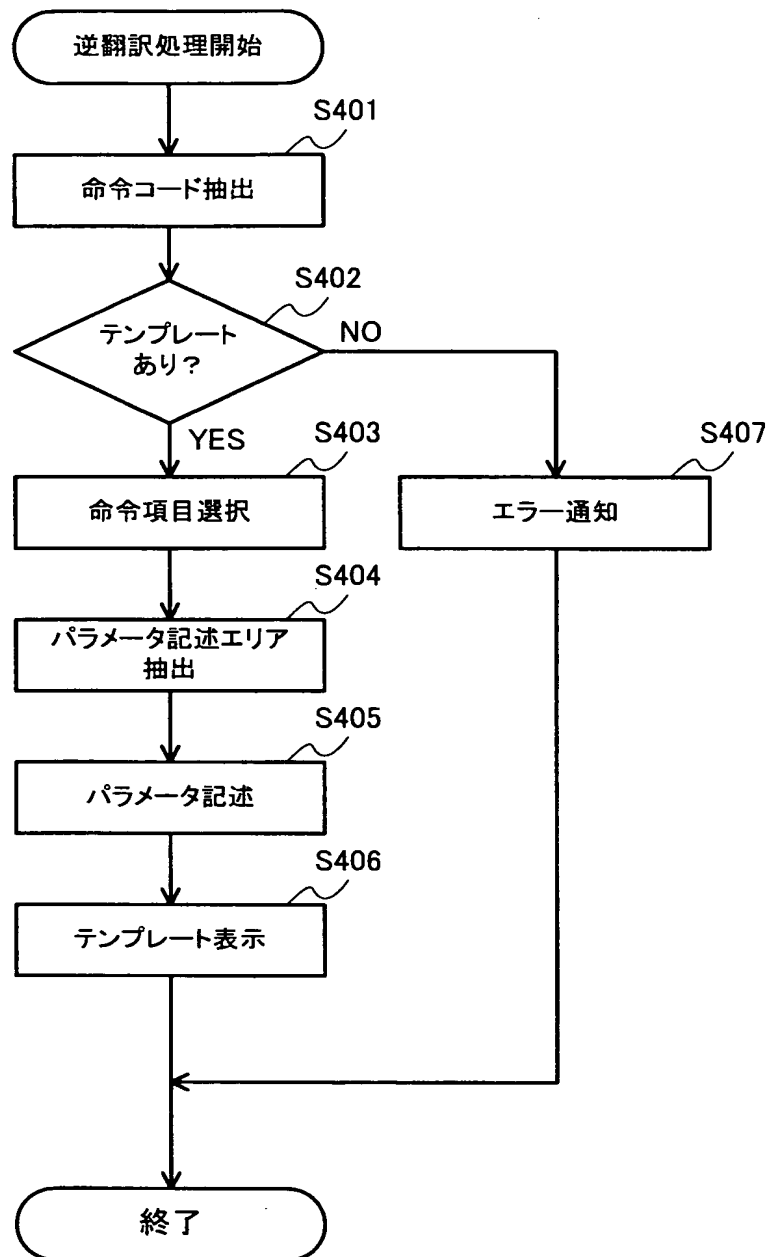 逆翻訳処理開始
S401
命令コード抽出
S402
テンプレート
あり?
NO
YES
S403
命令項目選択
S407
エラー通知
S404
パラメータ記述エリア
抽出
S405
パラメータ記述
S406
テンプレート表示
終了